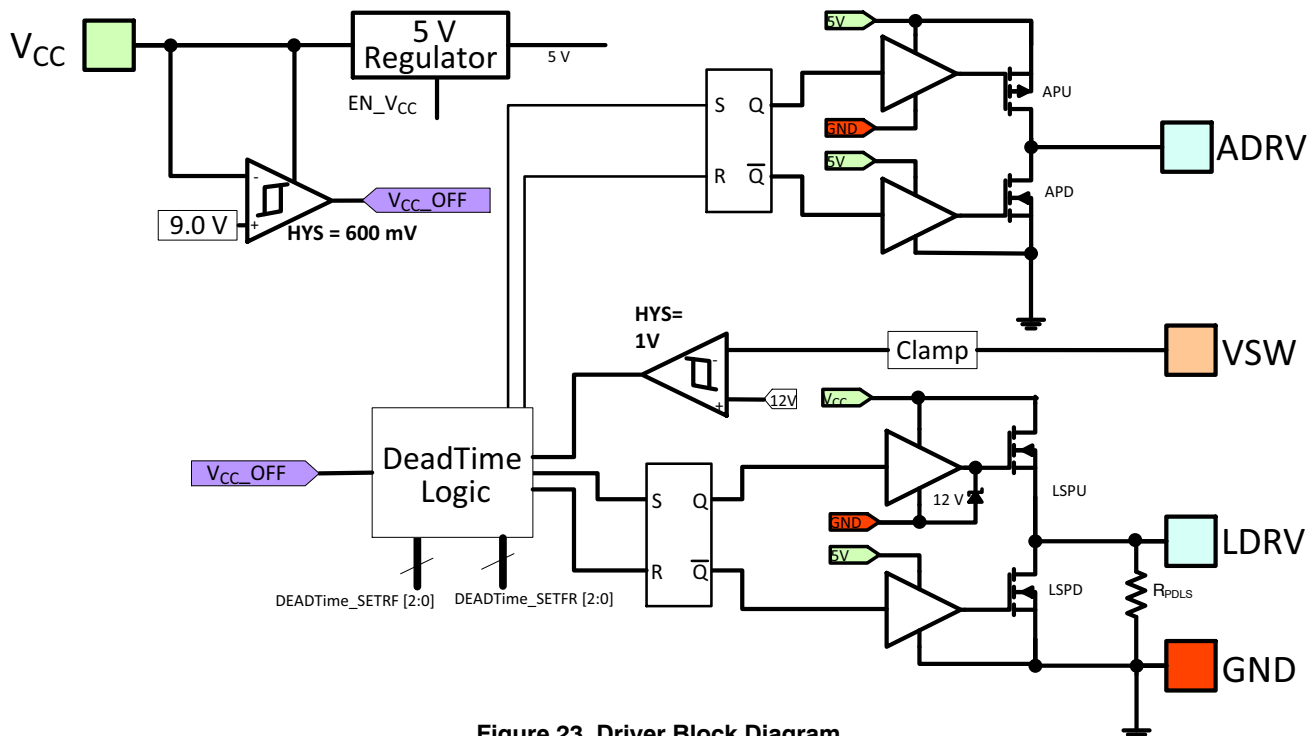 VCC
5 V
Regulator
5 V
EN_VCC
-
9.0 V
+
HYS = 600 mV
VCC_OFF
S
Q
R
Q̅
5V
GND
5V
APU
APD
ADRV
HYS=
1V
-
+
12V
Clamp
VSW
VCC_OFF
DeadTime
Logic
DEADTime_SETRF [2:0]
DEADTime_SETFR [2:0]
S
Q
R
Q̅
VCC
12 V
GND
5V
LSPU
LSPD
LDRV
RPDLS
GND
Figure 23. Driver Block Diagram